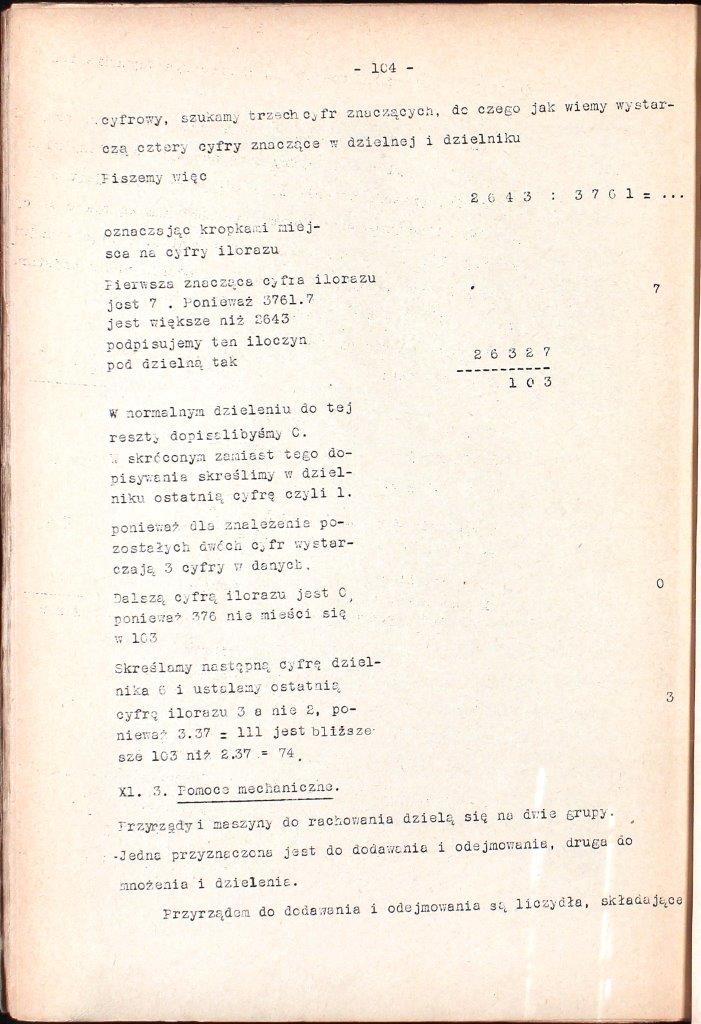 - 104 -
cyfrowy, szukamy trzech cyfr znaczących, do czego jak wiemy wystar-
czą cztery cyfry znaczące w dzielnej i dzielniku
Piszemy więc
2 6 4 3 : 3 7 6 1 = ...
oznaczając kropkami miej-
sca na cyfry ilorazu
Pierwsza znacząca cyfra ilorazu
7
jest 7 . Ponieważ 3761.7
jest większe niż 2643
podpisujemy ten iloczyn
pod dzielną tak
2 6 3 2 7
-----------
1 0 3
W normalnym dzieleniu do tej
reszty dopisalibyśmy 0.
W skróconym zamiast tego do-
pisywania skreślimy w dziel-
niku ostatnią cyfrę czyli 1.
ponieważ dla znalezenia po-
zostałych dwóch cyfr wystar-
czają 3 cyfry w danych.
Dalszą cyfrą ilorazu jest 0,
0
ponieważ 376 nie mieści się
w 103
Skreślamy następną cyfrę dziel-
nika 6 i ustalamy ostatnią
3
cyfrę ilorazu 3 a nie 2, po-
nieważ 3.37 = 111 jest bliższe
sze 103 niż 2.37 = 74.
X1. 3. Pomoce mechaniczne.
Przyrządy i maszyny do rachowania dzielą się na dwie grupy.
-Jedna przyznaczona jest do dodawania i odejmowania, druga do
mnożenia i dzielenia.
Przyrządem do dodawania i odejmowania są liczydła, składające